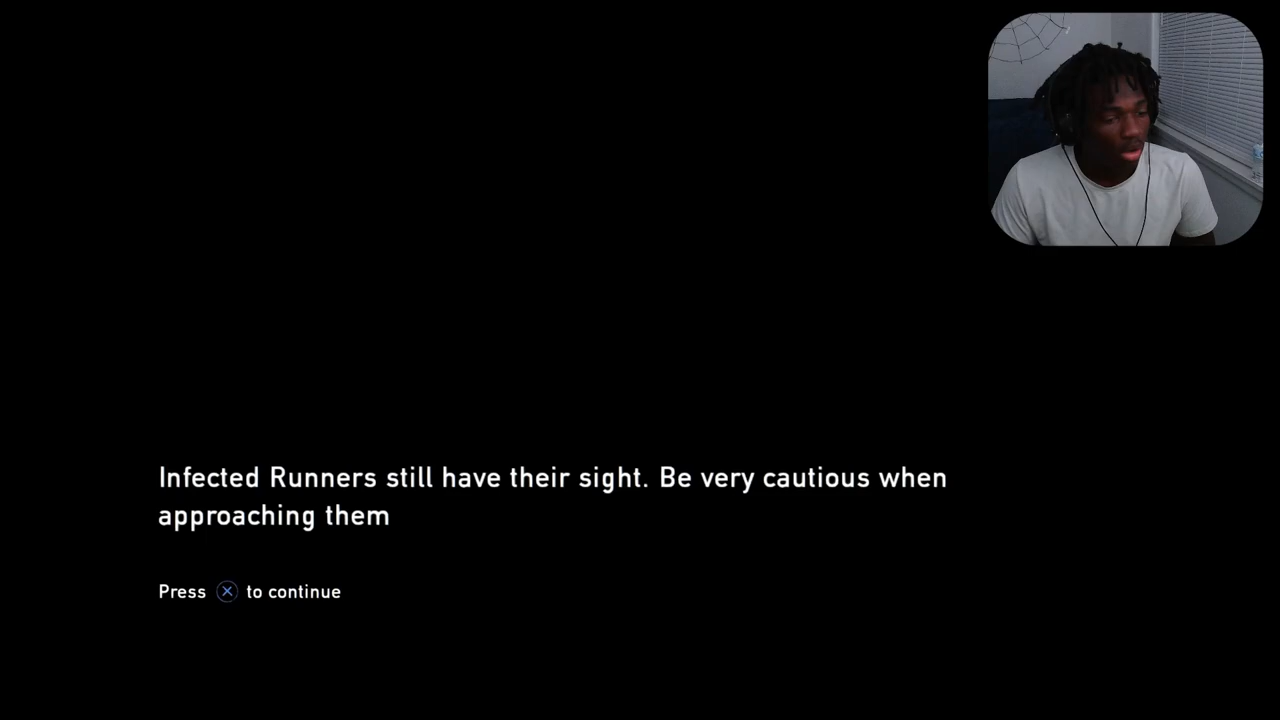 Infected Runners still have their sight. Be very cautious when
approaching them
Press ⓧ to continue